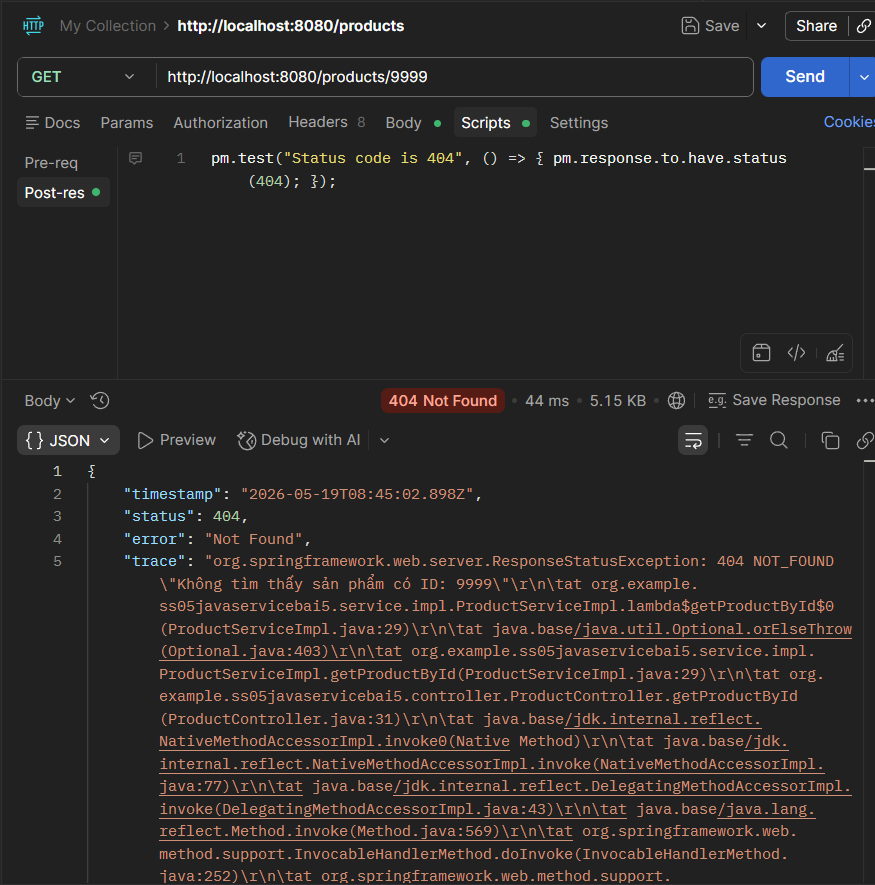 HTTP My Collection > http://localhost:8080/products Save Share
GET http://localhost:8080/products/9999 Send
Docs Params Authorization Headers 8 Body Scripts Settings Cookies
Pre-req
Post-res
1 pm.test("Status code is 404", () => { pm.response.to.have.status
(404); });
Body 404 Not Found • 44 ms • 5.15 KB • e.g. Save Response
{} JSON Preview Debug with AI
1 {
2 "timestamp": "2026-05-19T08:45:02.898Z",
3 "status": 404,
4 "error": "Not Found",
5 "trace": "org.springframework.web.server.ResponseStatusException: 404 NOT_FOUND
\"Không tìm thấy sản phẩm có ID: 9999\"\r\n\tat org.example.
ss05javaservicebai5.service.impl.ProductServiceImpl.lambda$getProductById$0
(ProductServiceImpl.java:29)\r\n\tat java.base/java.util.Optional.orElseThrow
(Optional.java:403)\r\n\tat org.example.ss05javaservicebai5.service.impl.
ProductServiceImpl.getProductById(ProductServiceImpl.java:29)\r\n\tat org.
example.ss05javaservicebai5.controller.ProductController.getProductById
(ProductController.java:31)\r\n\tat java.base/jdk.internal.reflect.
NativeMethodAccessorImpl.invoke0(Native Method)\r\n\tat java.base/jdk.
internal.reflect.NativeMethodAccessorImpl.invoke(NativeMethodAccessorImpl.
java:77)\r\n\tat java.base/jdk.internal.reflect.DelegatingMethodAccessorImpl.
invoke(DelegatingMethodAccessorImpl.java:43)\r\n\tat java.base/java.lang.
reflect.Method.invoke(Method.java:569)\r\n\tat org.springframework.web.
method.support.InvocableHandlerMethod.doInvoke(InvocableHandlerMethod.
java:252)\r\n\tat org.springframework.web.method.support.